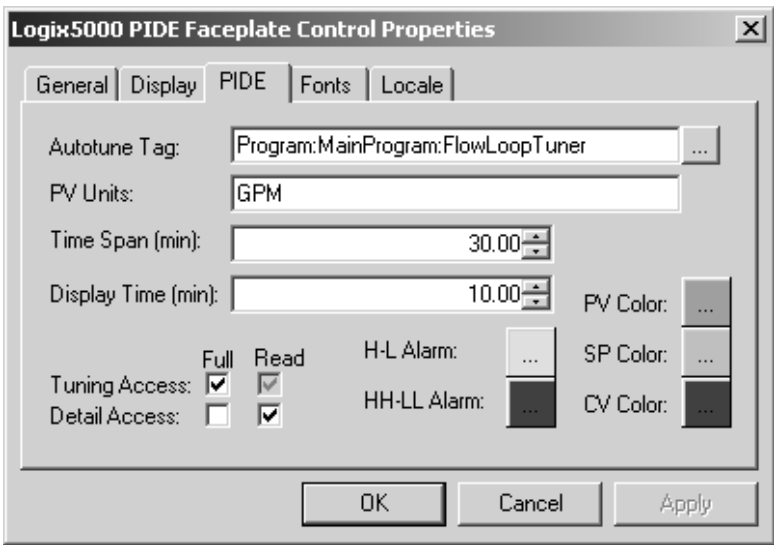 Logix5000 PIDE Faceplate Control Properties
General Display PIDE Fonts Locale
Autotune Tag: Program:MainProgram:FlowLoopTuner ...
PV Units: GPM
Time Span (min): 30.00
Display Time (min): 10.00 PV Color: ...
Full Read H-L Alarm: ... SP Color: ...
Tuning Access:
Detail Access: HH-LL Alarm: ... CV Color: ...
OK Cancel Apply